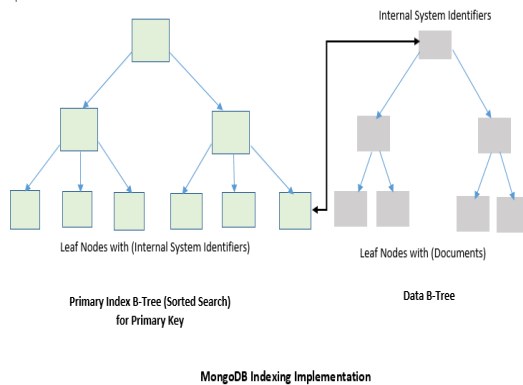 Internal System Identifiers
Leaf Nodes with (Internal System Identifiers)
Leaf Nodes with (Documents)
Primary Index B-Tree (Sorted Search)
for Primary Key
Data B-Tree
MongoDB Indexing Implementation